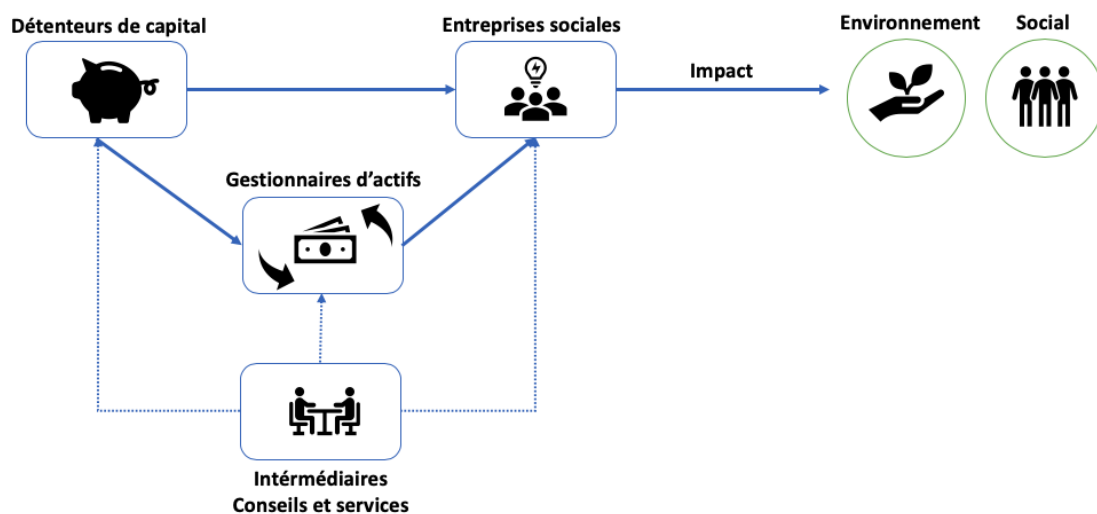 Détenteurs de capital
Entreprises sociales
Environnement
Social
Impact
Gestionnaires d’actifs
Intérmédiaires
Conseils et services